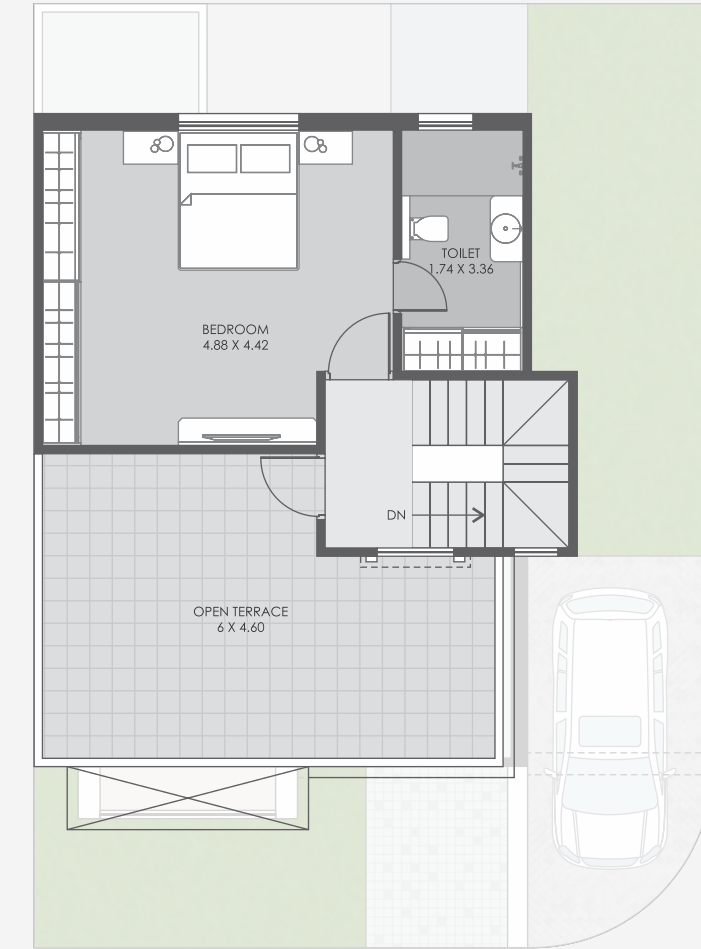 TOILET
1.74 X 3.36
BEDROOM
4.88 X 4.42
DN
OPEN TERRACE
6 X 4.60